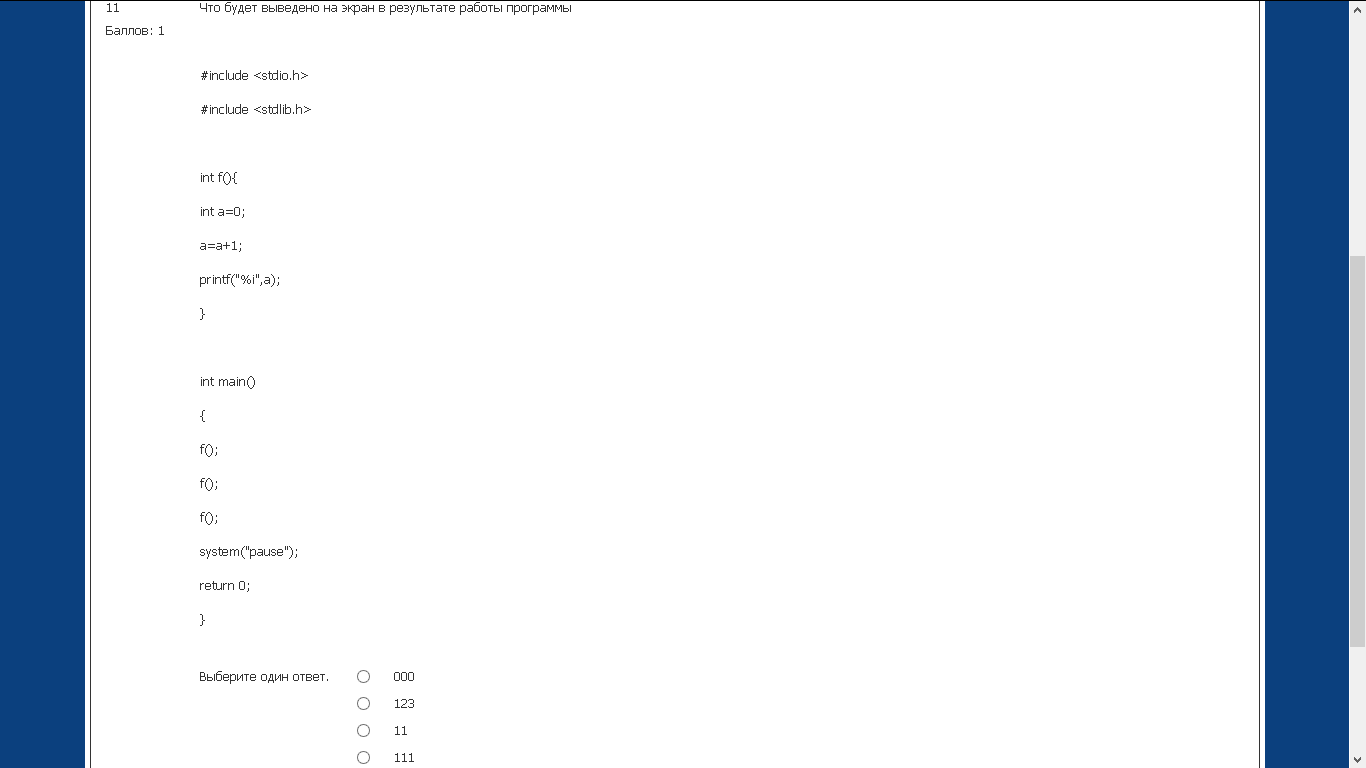 11 Что будет выведено на экран в результате работы программы
Баллов: 1
#include <stdio.h>
#include <stdlib.h>
int f(){
int a=0;
a=a+1;
printf("%i",a);
}
int main()
{
f();
f();
f();
system("pause");
return 0;
}
Выберите один ответ. 000
123
11
111